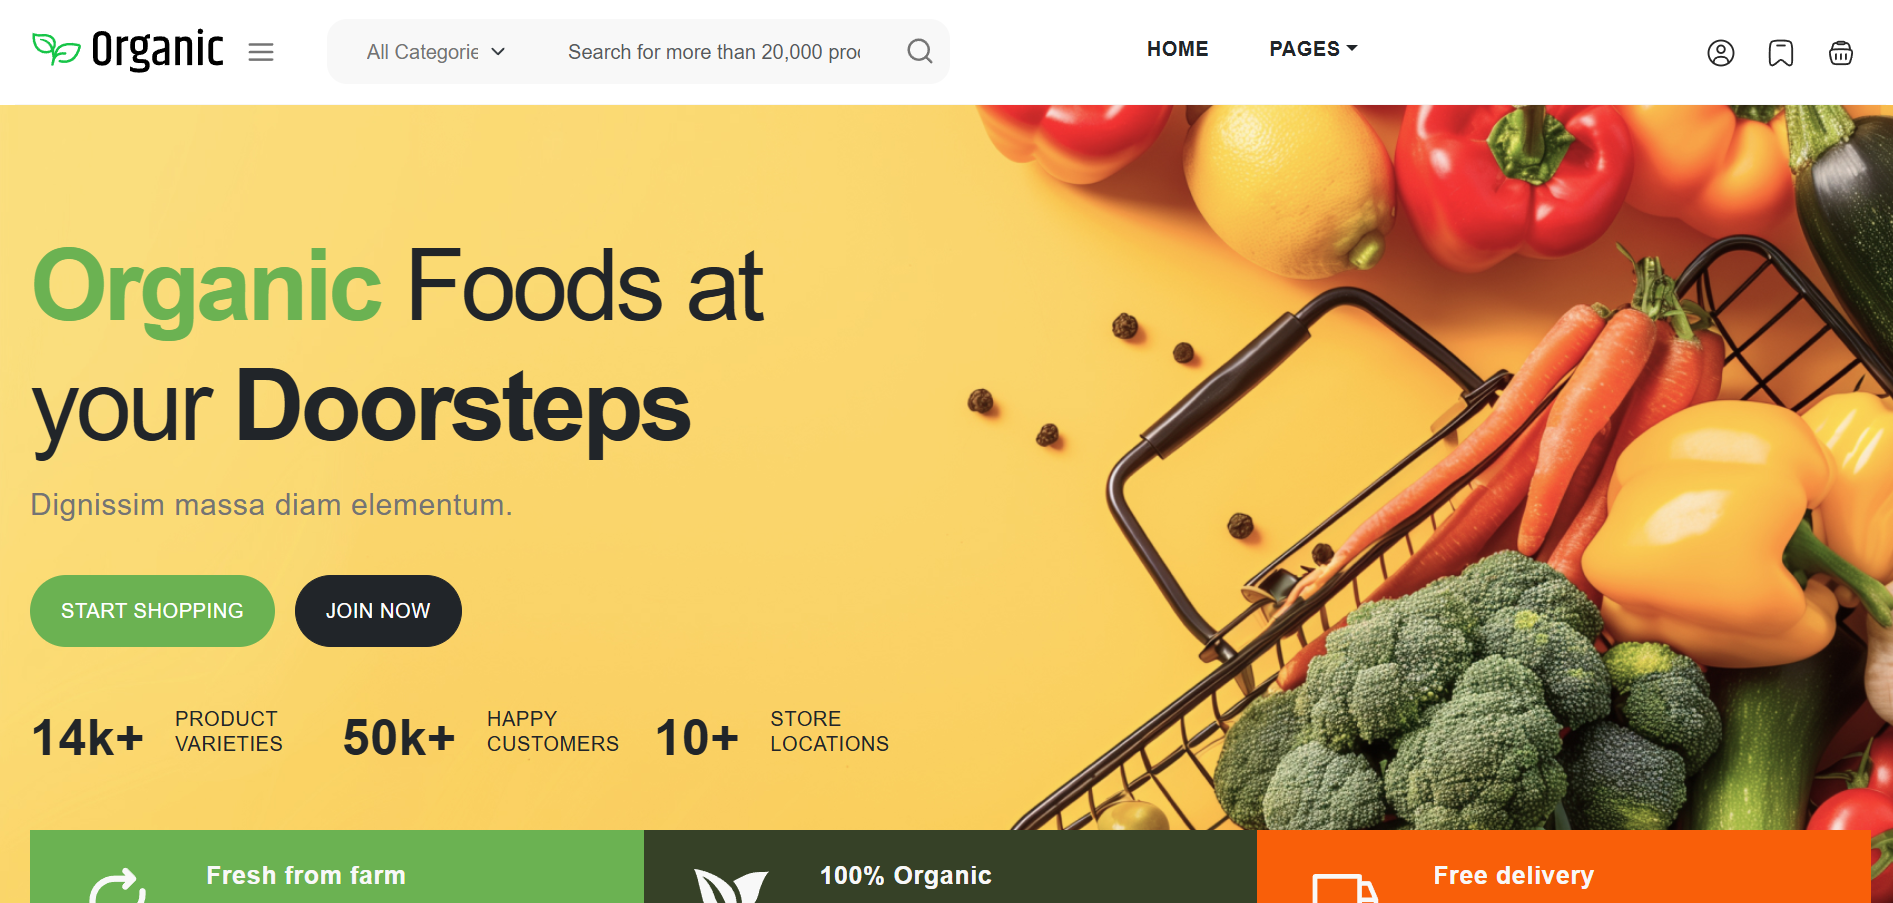 Organic
All Categorie
Search for more than 20,000 pro
HOME
PAGES
Organic Foods at
your Doorsteps
Dignissim massa diam elementum.
START SHOPPING
JOIN NOW
14k+
PRODUCT
VARIETIES
50k+
HAPPY
CUSTOMERS
10+
STORE
LOCATIONS
Fresh from farm
100% Organic
Free delivery